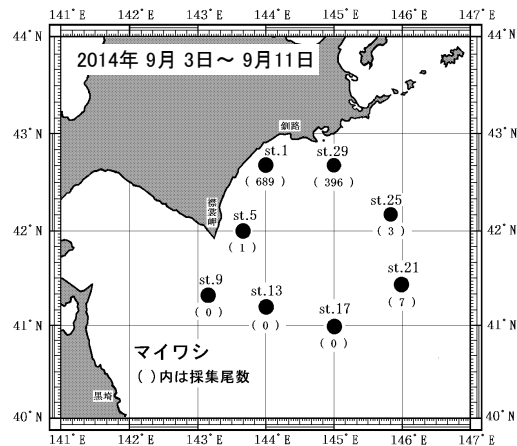 141°E 142°E 143°E 144°E 145°E 146°E 147°E
44°N 44°N
2014年 9月 3日～ 9月11日
釧路
43°N 43°N
st.1 st.29
( 689 ) ( 396 )
襟裳岬
st.25
( 3 )
st.5
42°N 42°N
( 1 )
st.21
( 7 )
st.9
( 0 )
st.13
( 0 )
st.17
( 0 )
41°N 41°N
マイワシ
( )内は採集尾数
黒埼
40°N 40°N
141°E 142°E 143°E 144°E 145°E 146°E 147°E